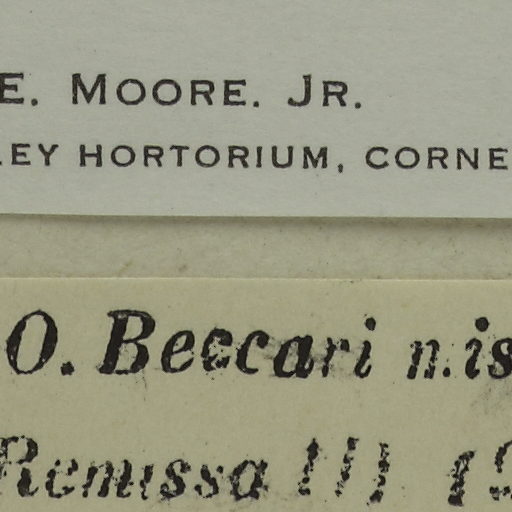 E. MOORE. JR.
LEY HORTORIUM, CORNE
O. Beccari n.is
Remissa